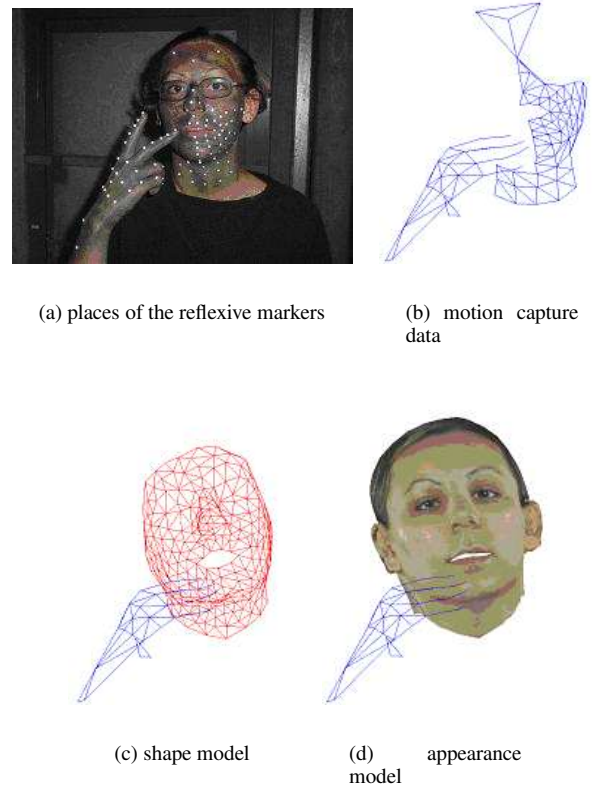 (a) places of the reflexive markers
(b) motion capture
data
(c) shape model
(d) appearance
model